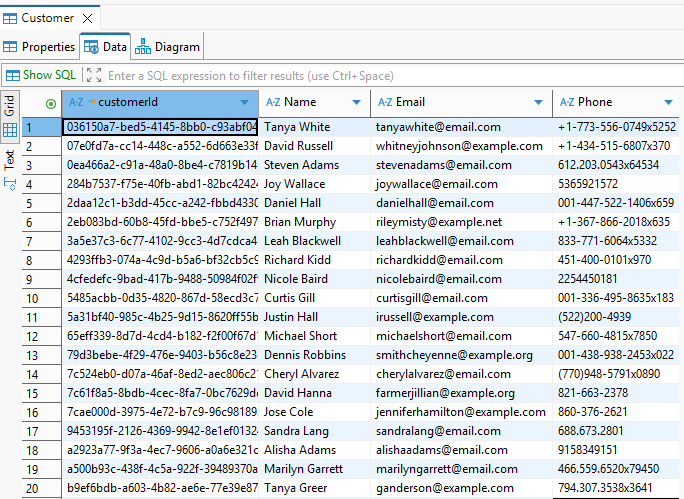 Customer
Properties Data Diagram
Show SQL Enter a SQL expression to filter results (use Ctrl+Space)
Grid
Text
A-Z customerId A-Z Name A-Z Email A-Z Phone
1 036150a7-bed5-4145-8bb0-c93abf04 Tanya White tanyawhite@email.com +1-773-556-0749x5252
2 07e0fd7a-cc14-448c-a552-6d663e33f David Russell whitneyjohnson@example.com +1-434-515-6807x370
3 0ea466a2-c91a-48a0-8be4-c7819b14 Steven Adams stevenadams@email.com 612.203.0543x64534
4 284b7537-f75e-40fb-abd1-82bc42424 Joy Wallace joywallace@email.com 5365921572
5 2daa12c1-b3dd-45cc-a242-fbbd4330 Daniel Hall danielhall@email.com 001-447-522-1406x659
6 2eb083bd-60b8-45fd-bbe5-c752f497 Brian Murphy rileymisty@example.net +1-367-866-2018x635
7 3a5e37c3-6c77-4102-9cc3-4d7cdca4 Leah Blackwell leahblackwell@email.com 833-771-6064x5332
8 4293ffb3-074a-4c9d-b5a6-bf32cb5c9 Richard Kidd richardkidd@email.com 451-400-0101x970
9 4cfedefc-9bad-417b-9488-50984f02f Nicole Baird nicolebaird@email.com 2254450181
10 5485acbb-0d35-4820-867d-58ecd3c7 Curtis Gill curtisgill@email.com 001-336-495-8635x183
11 5a31bf40-985c-4b25-9d15-8620ff55b Justin Hall irussell@example.com (522)200-4939
12 65eff339-8d7d-4cd4-b182-f2f00f67d Michael Short michaelshort@email.com 547-660-4815x7850
13 79d3bebe-4f29-476e-9403-b56c8e23 Dennis Robbins smithcheyenne@example.org 001-438-938-2453x022
14 7c524eb0-d07a-46af-8ed2-aec806c2 Cheryl Alvarez cherylalvarez@email.com (770)948-5791x0890
15 7c61f8a5-8bdb-4cec-8fa7-0bc7629d David Hanna farmerjillian@example.org 821-663-2378
16 7cae000d-3975-4e72-b7c9-96c98189 Jose Cole jenniferhamilton@example.com 860-376-2621
17 9453195f-2126-4369-9942-8e1ef0132 Sandra Lang sandralang@email.com 688.673.2801
18 a2923a77-9f3a-4ec7-9606-a0a6e321c Alisha Adams alishaadams@email.com 9158349151
19 a500b93c-438f-4c5a-922f-39489370a Marilyn Garrett marilyngarrett@email.com 466.559.6520x79450
20 b9ef6bdb-a603-4b82-ae6e-77e39e87 Tanya Greer ganderson@example.com 794.307.3538x3641